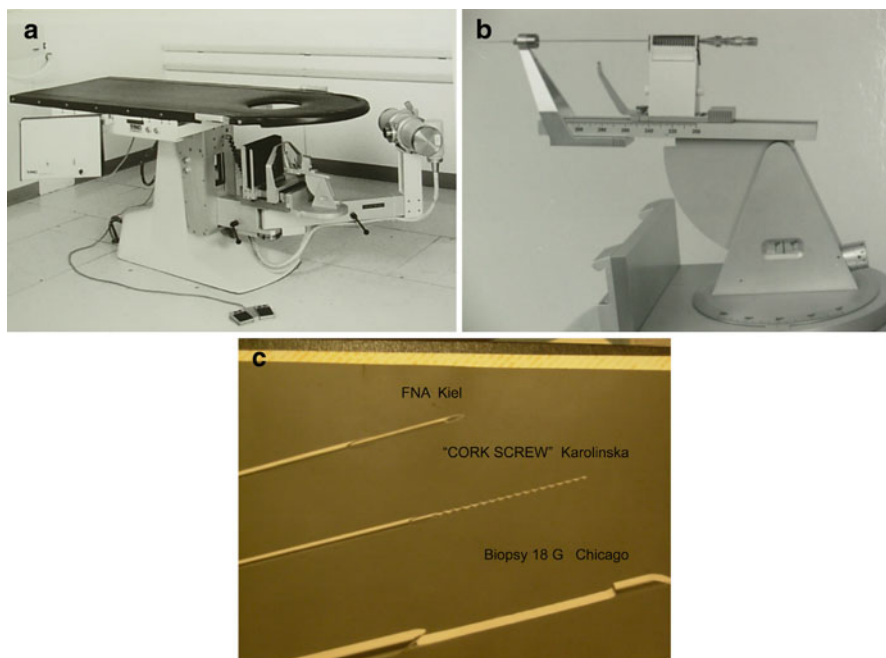 a
b
c
FNA Kiel
"CORK SCREW" Karolinska
Biopsy 18 G Chicago